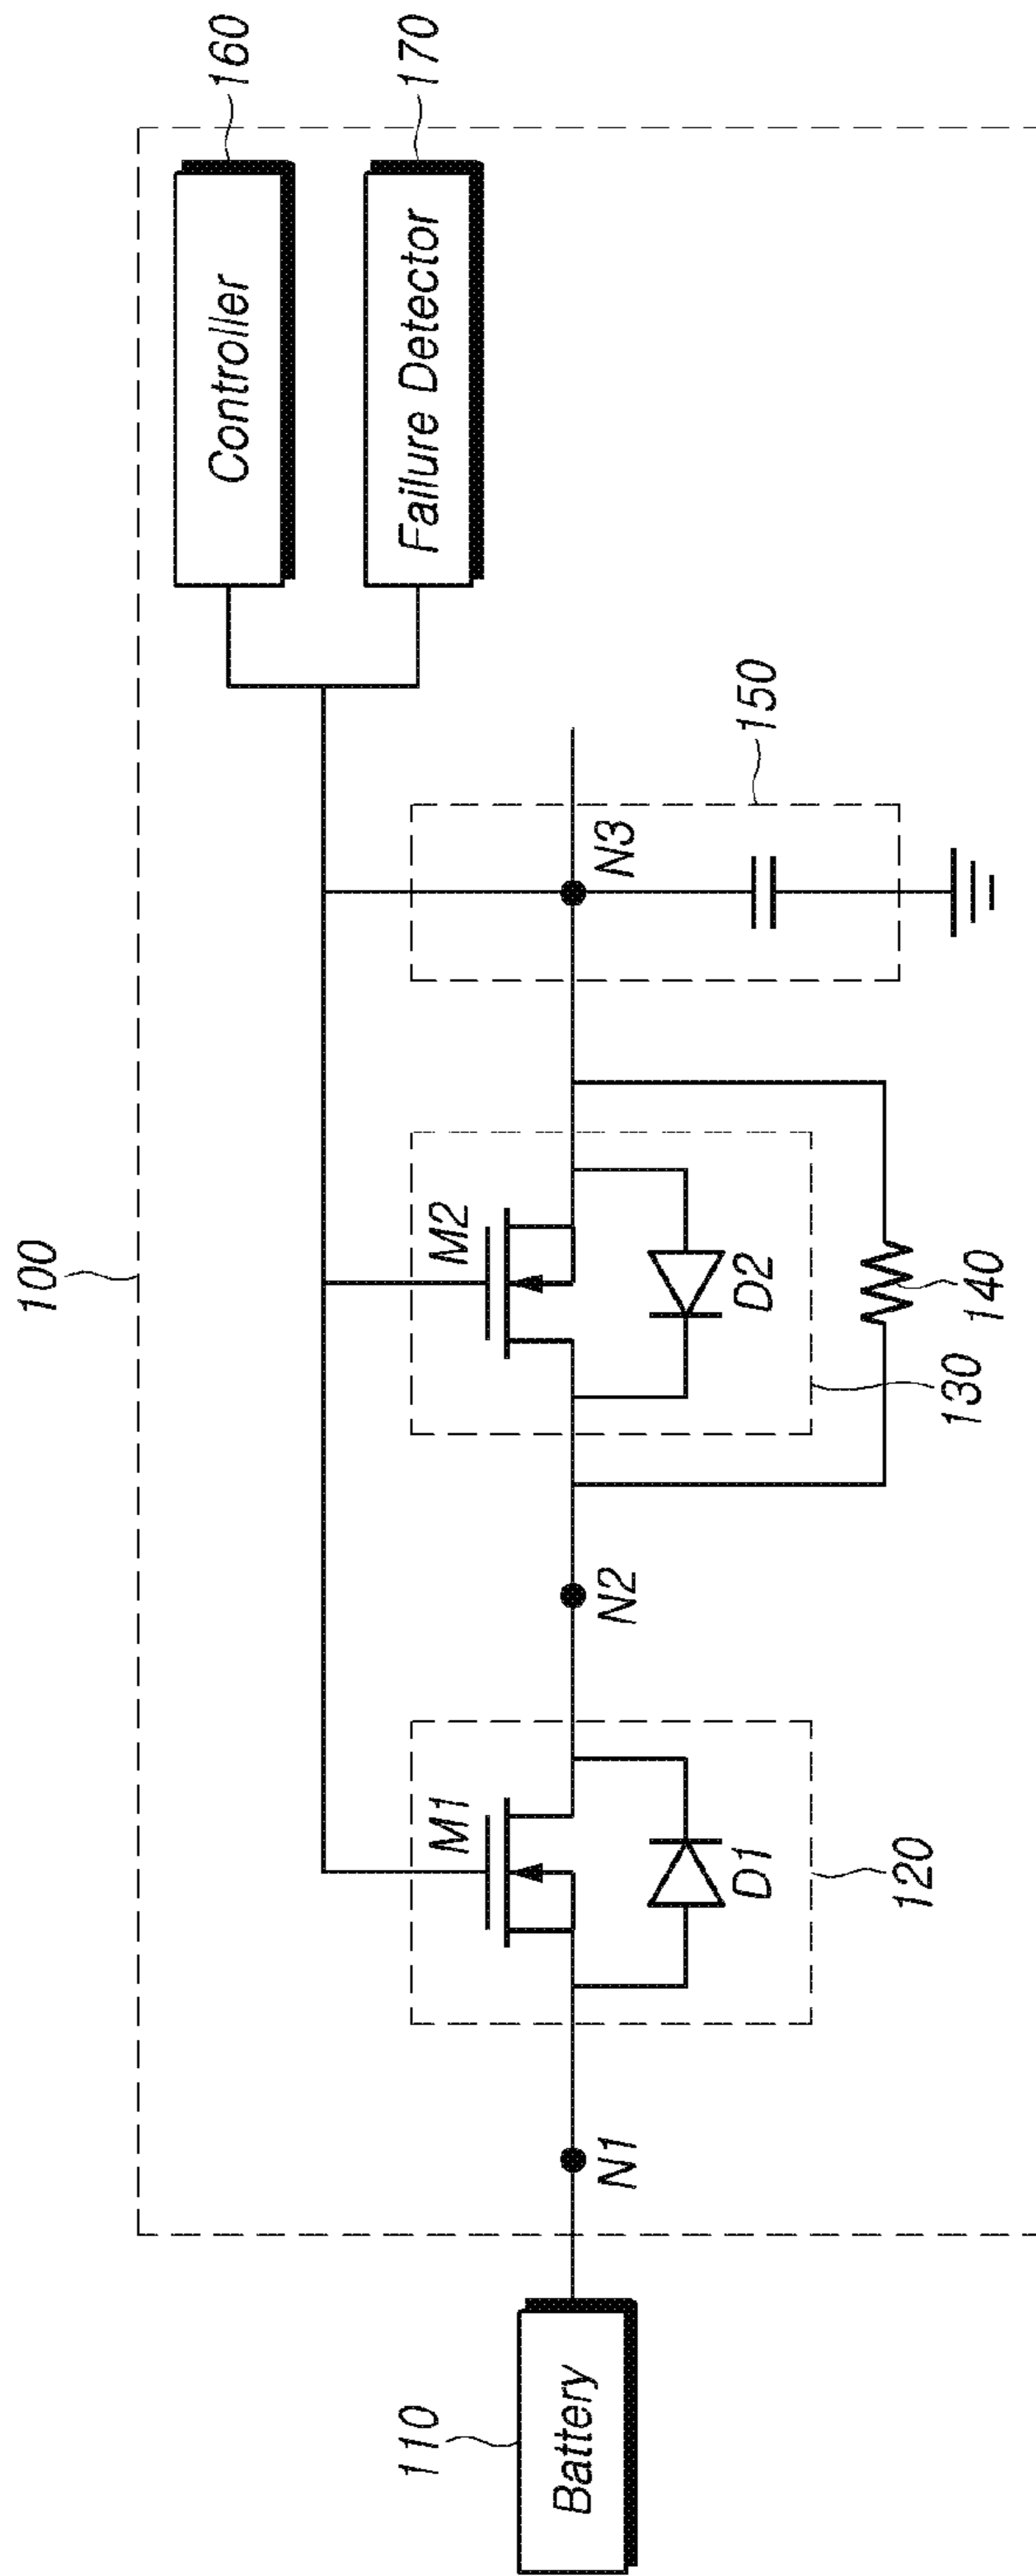 100
160
Controller
170
Failure Detector
150
M1
M2
N3
110
Battery
N1
N2
D1
D2
120
130
140